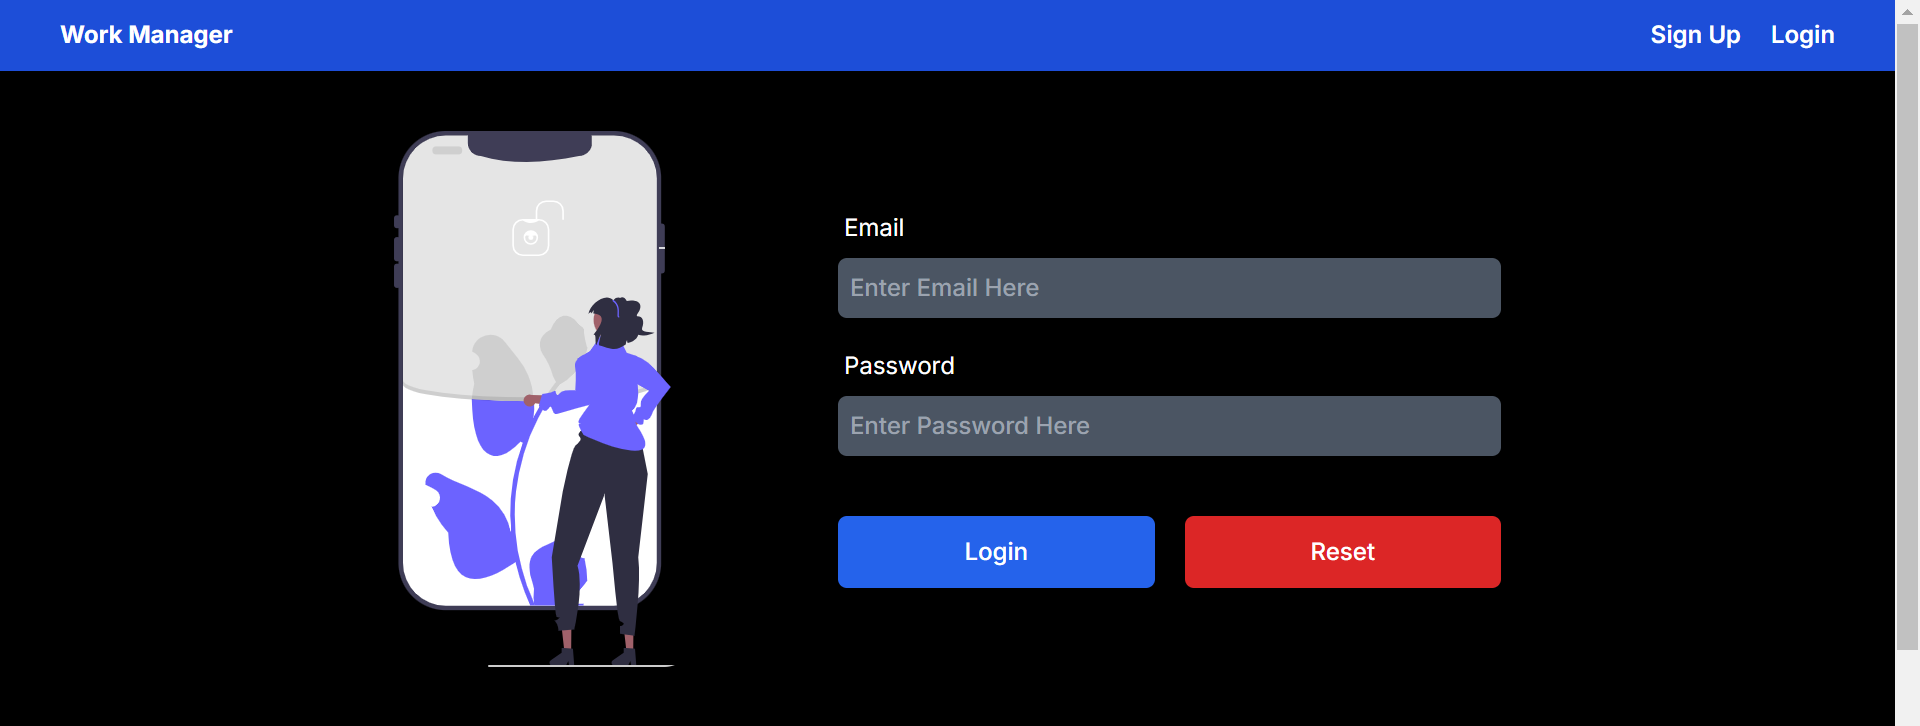 Work Manager
Sign Up
Login
Email
Enter Email Here
Password
Enter Password Here
Login
Reset